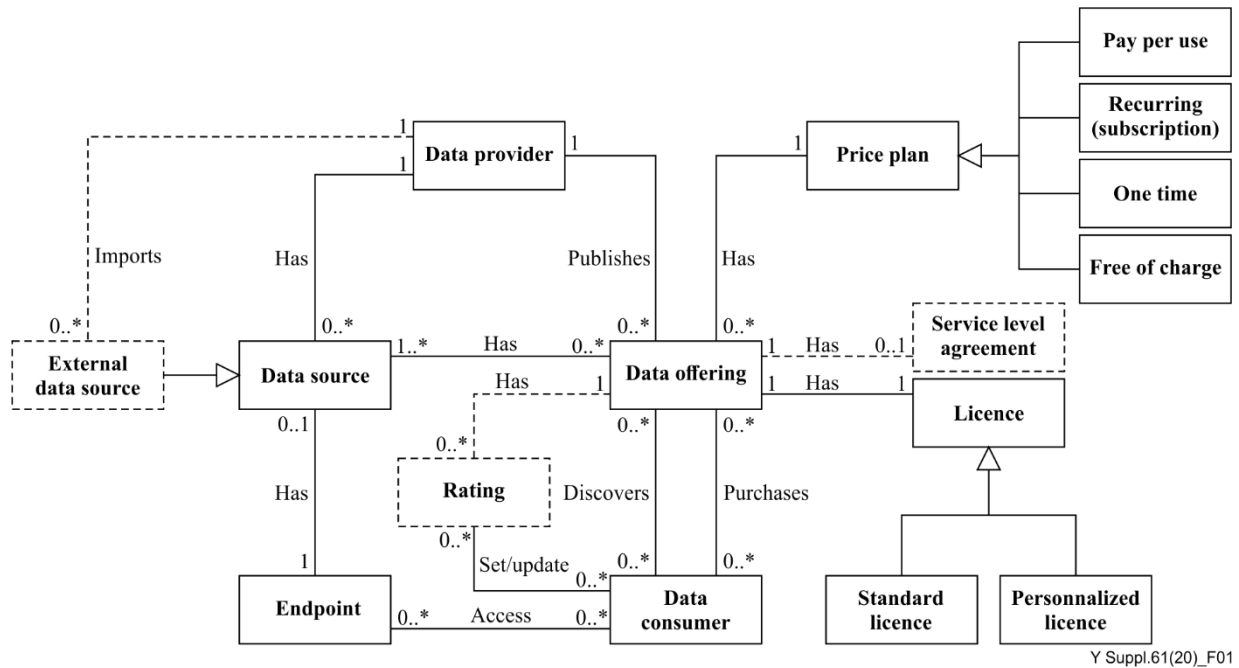 Pay per use
Recurring
(subscription)
One time
Free of charge
1
1
Data provider
1
1
Price plan
Imports
Has
Publishes
Has
0..*
0..*
0..*
0..*
External
data source
Data source
1..*
Has
0..*
Data offering
1
Has
0..1
Service level
agreement
Has
1
1
Has
1
Licence
0..1
0..*
0..*
0..*
Has
Rating
Discovers
Purchases
0..*
Set/update
0..*
0..*
0..*
1
Endpoint
0..*
Access
0..*
Data
consumer
Standard
licence
Personnalized
licence
Y Suppl.61(20)_F01